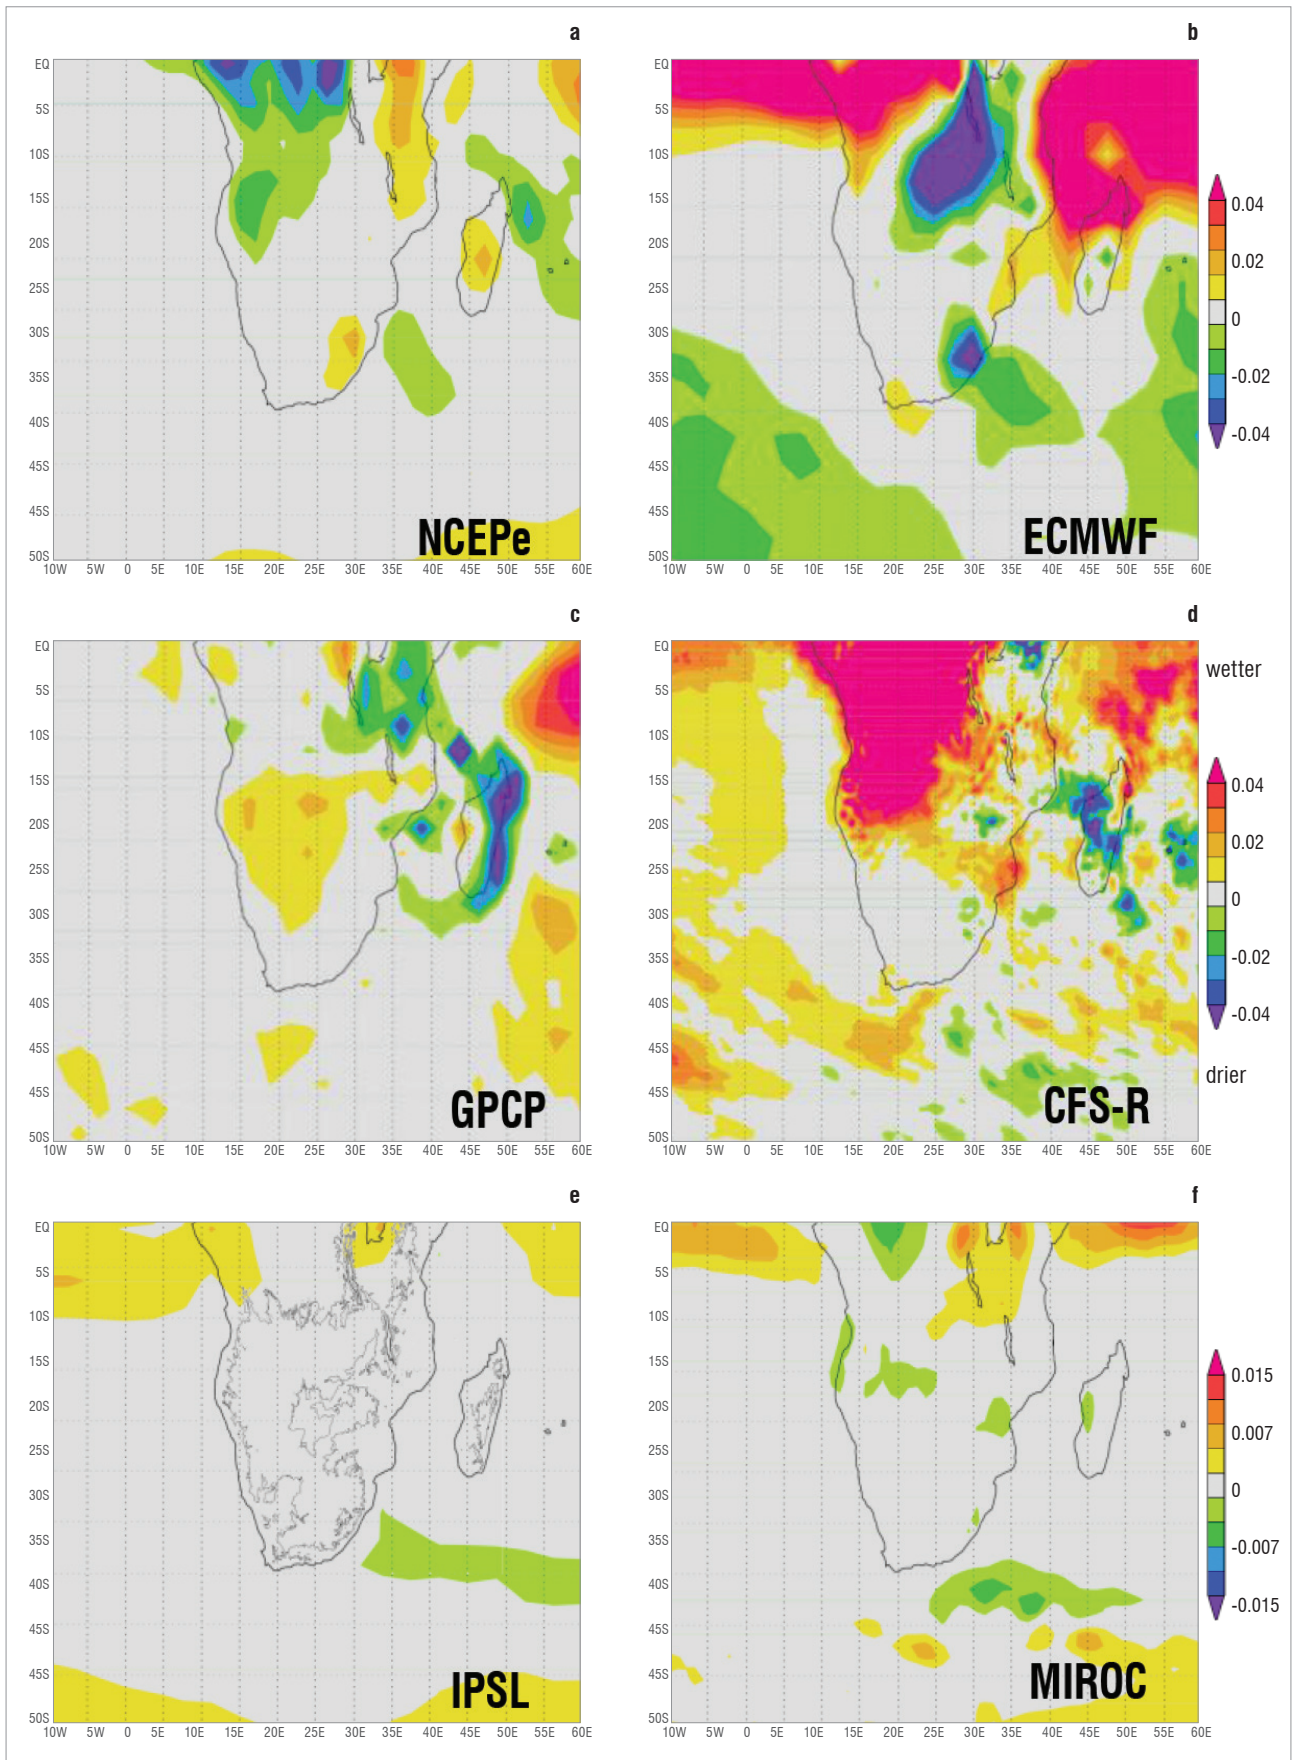 a
b
EQ
5S
10S
15S
20S
25S
30S
35S
40S
45S
45S
50S
10W 5W 0 5E 10E 15E 20E 25E 30E 35E 40E 45E 50E 55E 60E
NCEPe
EQ
5S
10S
15S
20S
25S
30S
35S
40S
45S
45S
50S
10W 5W 0 5E 10E 15E 20E 25E 30E 35E 40E 45E 50E 55E 60E
ECMWF
0.04
0.02
0
-0.02
-0.04
c
d
EQ
5S
10S
15S
20S
25S
30S
35S
40S
45S
45S
50S
10W 5W 0 5E 10E 15E 20E 25E 30E 35E 40E 45E 50E 55E 60E
GPCP
EQ
5S
10S
15S
20S
25S
30S
35S
40S
45S
45S
50S
10W 5W 0 5E 10E 15E 20E 25E 30E 35E 40E 45E 50E 55E 60E
CFS-R
wetter
0.04
0.02
0
-0.02
-0.04
drier
e
f
EQ
5S
10S
15S
20S
25S
30S
35S
40S
45S
45S
50S
10W 5W 0 5E 10E 15E 20E 25E 30E 35E 40E 45E 50E 55E 60E
IPSL
EQ
5S
10S
15S
20S
25S
30S
35S
40S
45S
45S
50S
10W 5W 0 5E 10E 15E 20E 25E 30E 35E 40E 45E 50E 55E 60E
MIROC
0.015
0.007
0
-0.007
-0.015